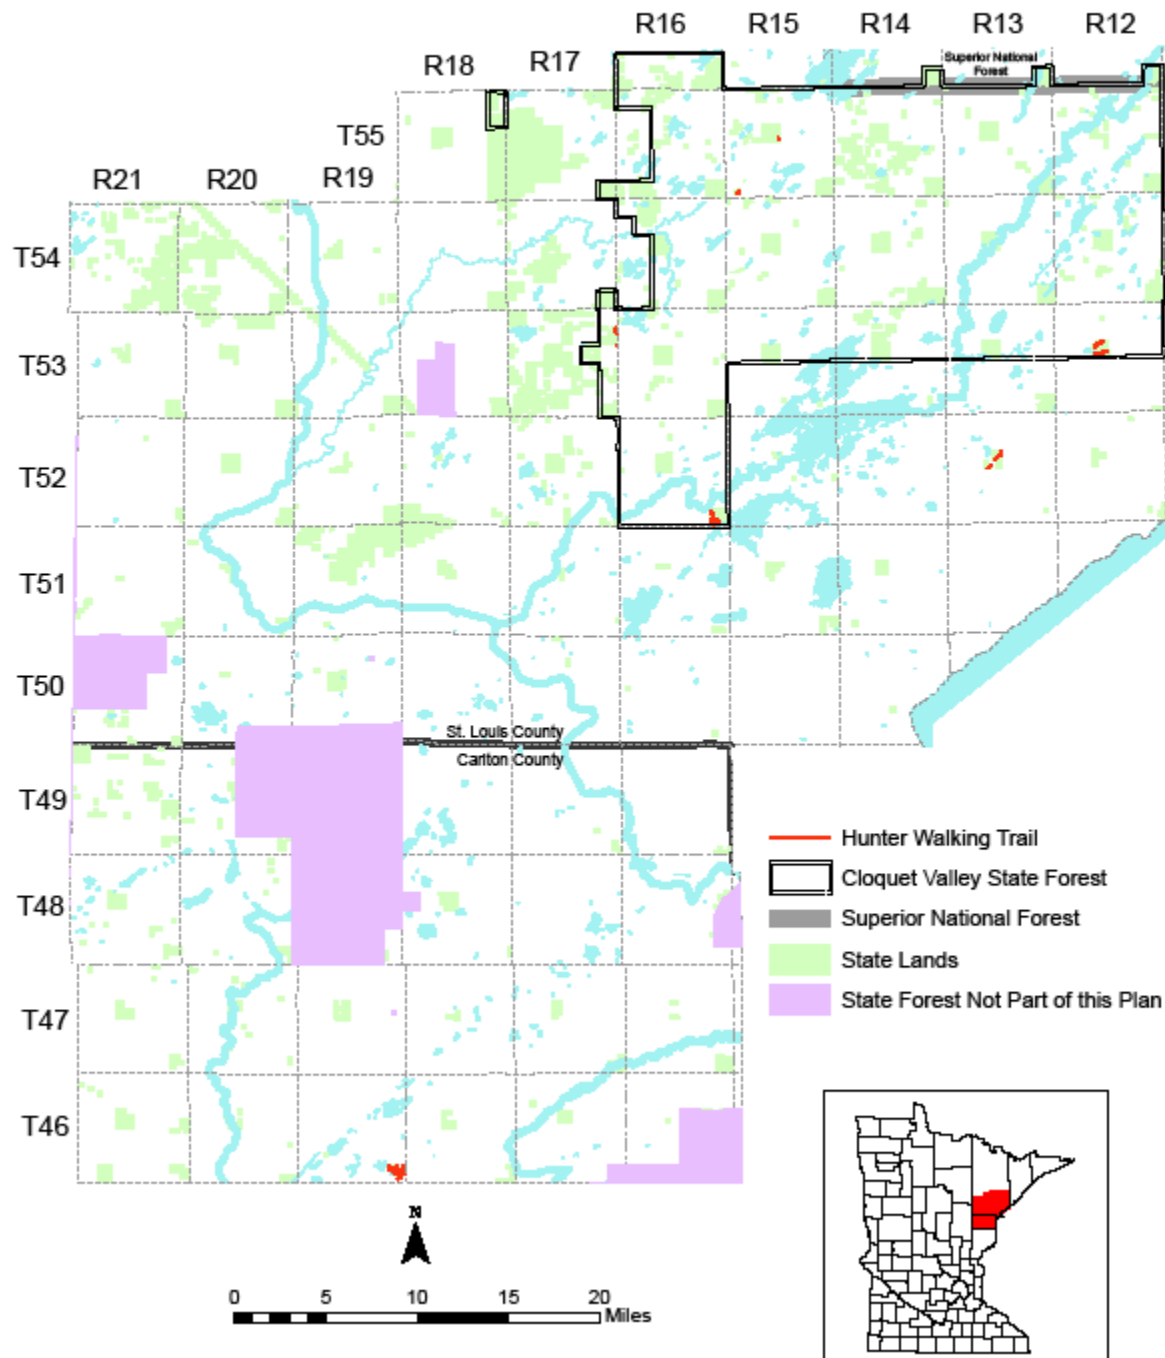 R16 R15 R14 R13 R12
R18 R17
Superior National
Forest
T55
R21 R20 R19
T54
T53
T52
T51
T50
St. Louis County
Carlton County
T49
T48
T47
T46
Hunter Walking Trail
Cloquet Valley State Forest
Superior National Forest
State Lands
State Forest Not Part of this Plan
N
0 5 10 15 20
Miles